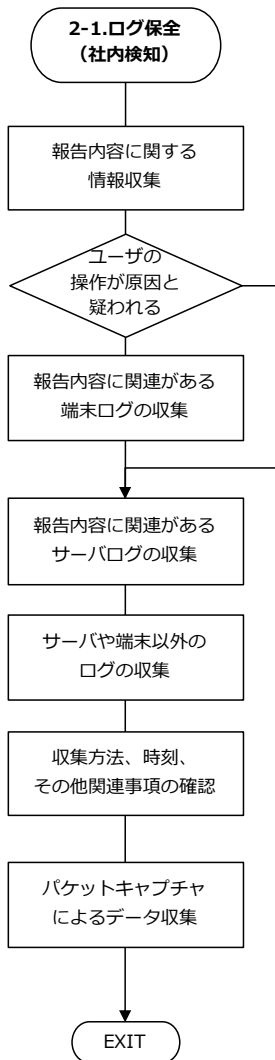 2-1.ログ保全
（社内検知）
報告内容に関する
情報収集
ユーザの
操作が原因と
疑われる
報告内容に関連がある
端末ログの収集
報告内容に関連がある
サーバログの収集
サーバや端末以外の
ログの収集
収集方法、時刻、
その他関連事項の確認
パケットキャプチャ
によるデータ収集
EXIT